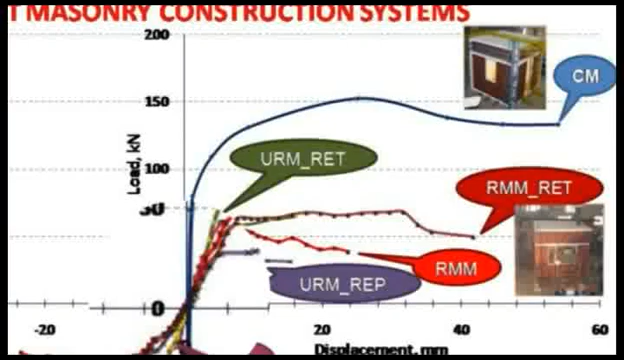 T MASONRY CONSTRUCTION SYSTEMS
200
150
100
50
0
Load, kN
-20
20
40
60
Displacement, mm
CM
URM_RET
RMM_RET
RMM
URM_REP